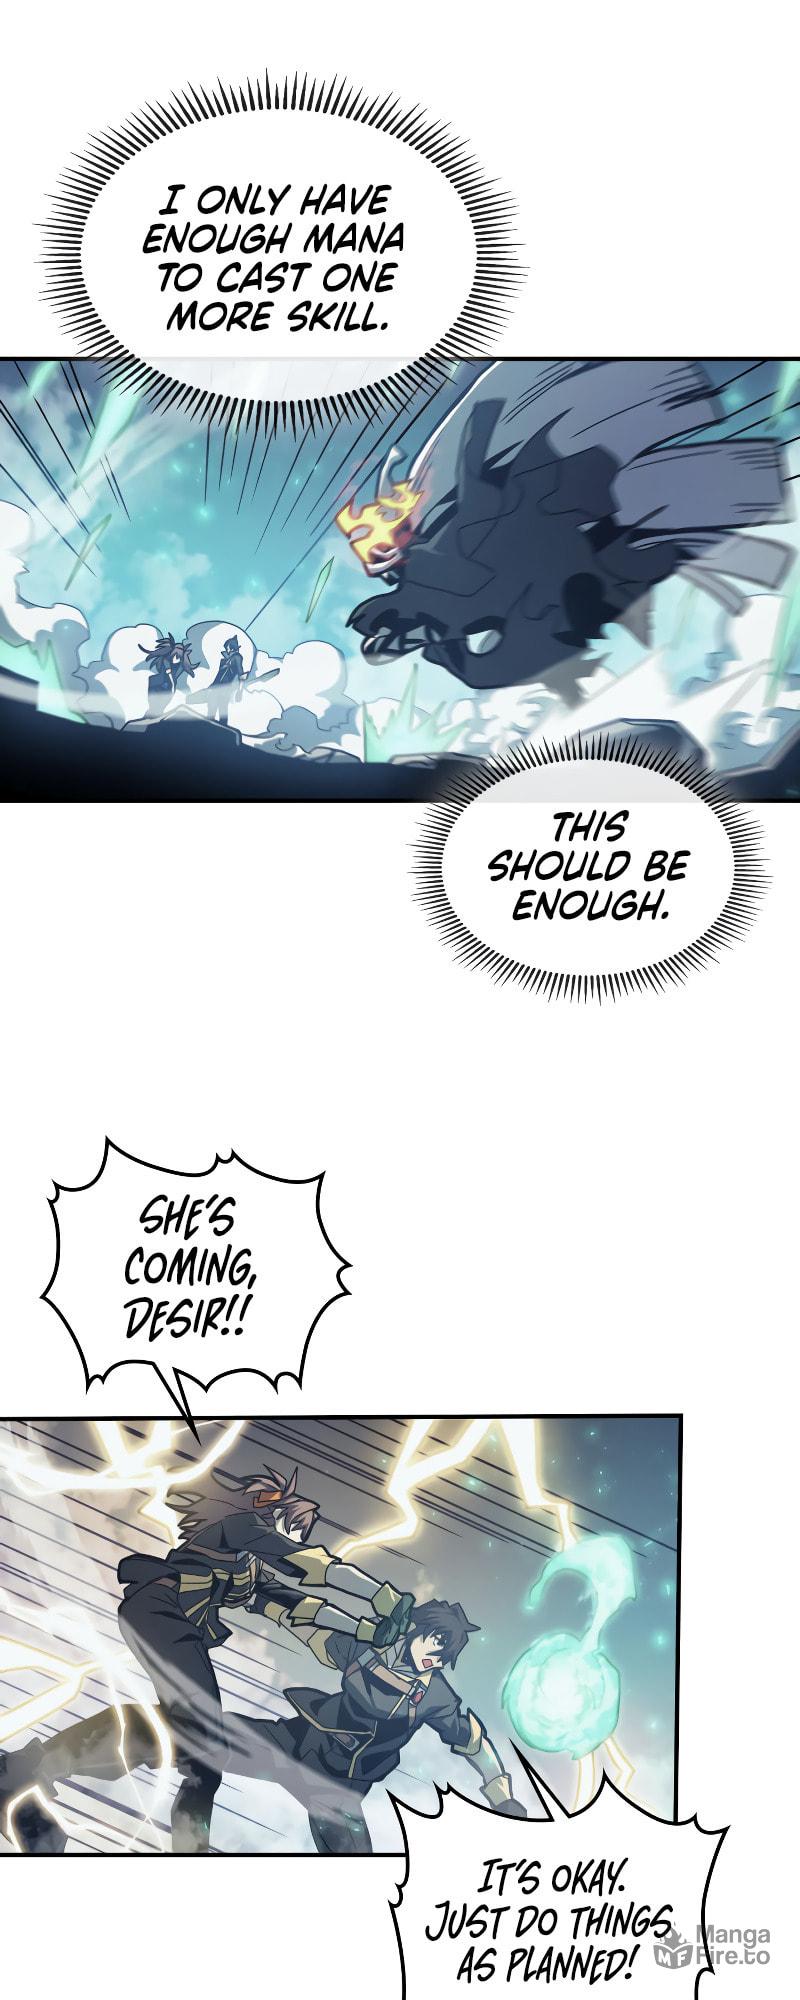 I ONLY HAVE
ENOUGH MANA
TO CAST ONE
MORE SKILL.
THIS
SHOULD BE
ENOUGH.
SHE'S
COMING,
DESIR!!
IT'S OKAY.
JUST DO THINGS
AS PLANNED!
Manga
Fire.to
MF